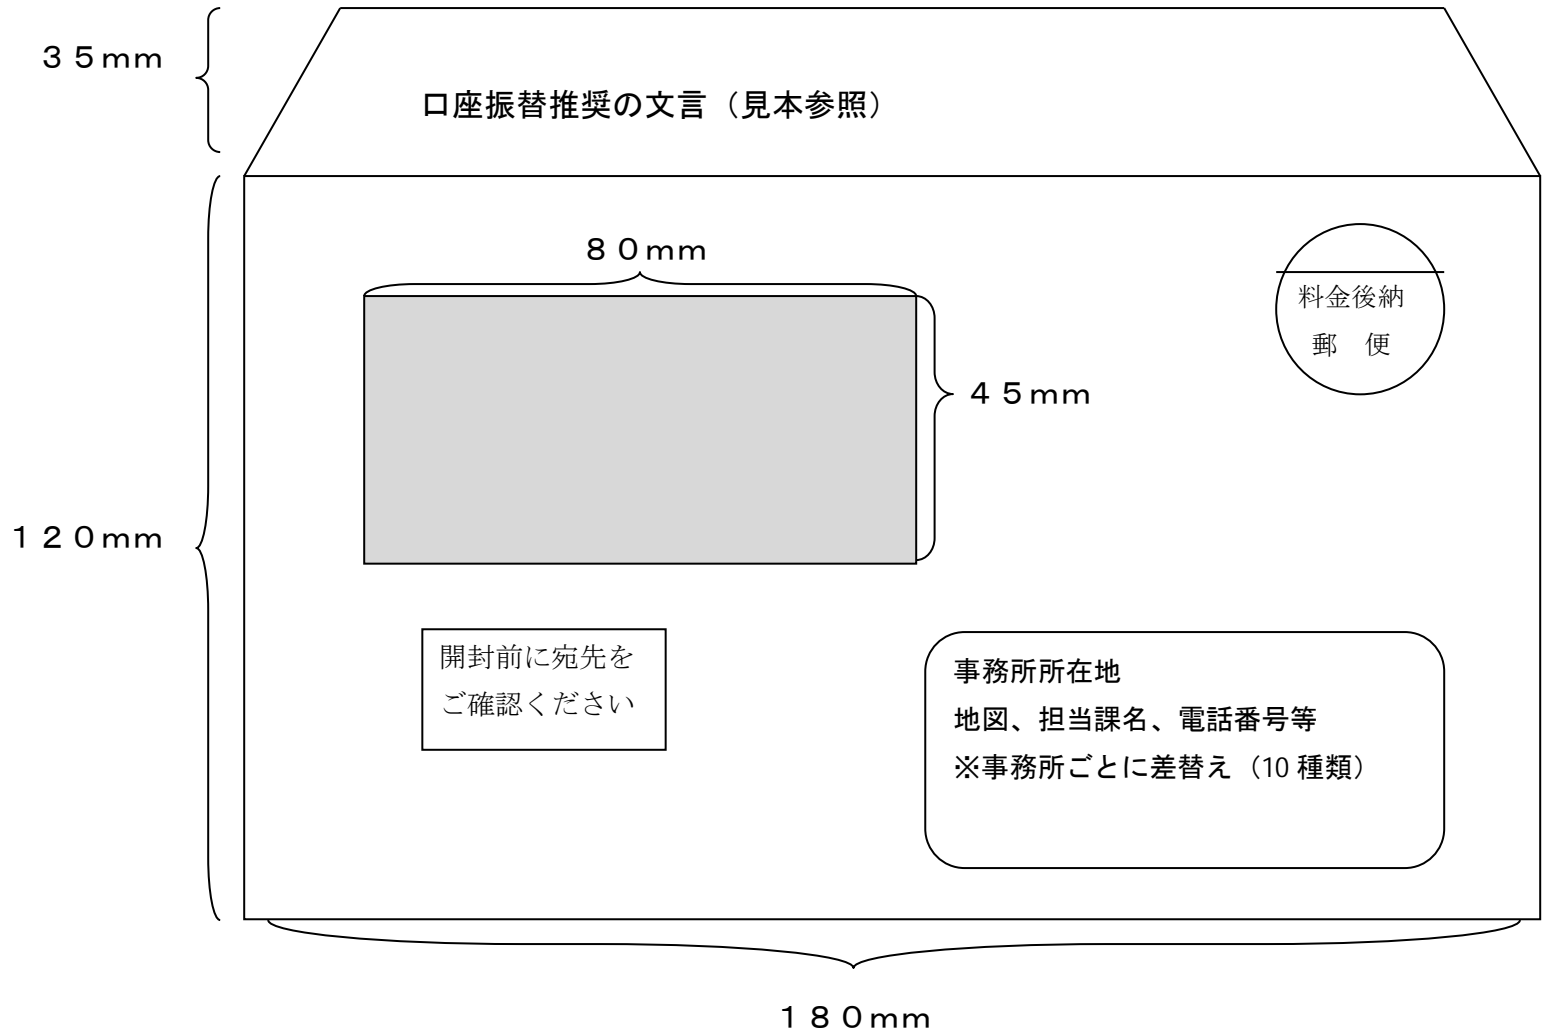 ３５mm
口座振替推奨の文言（見本参照）
８０mm
料金後納
郵　便
４５mm
１２０mm
開封前に宛先を
ご確認ください
事務所所在地
地図、担当課名、電話番号等
※事務所ごとに差替え（10 種類）
１８０mm